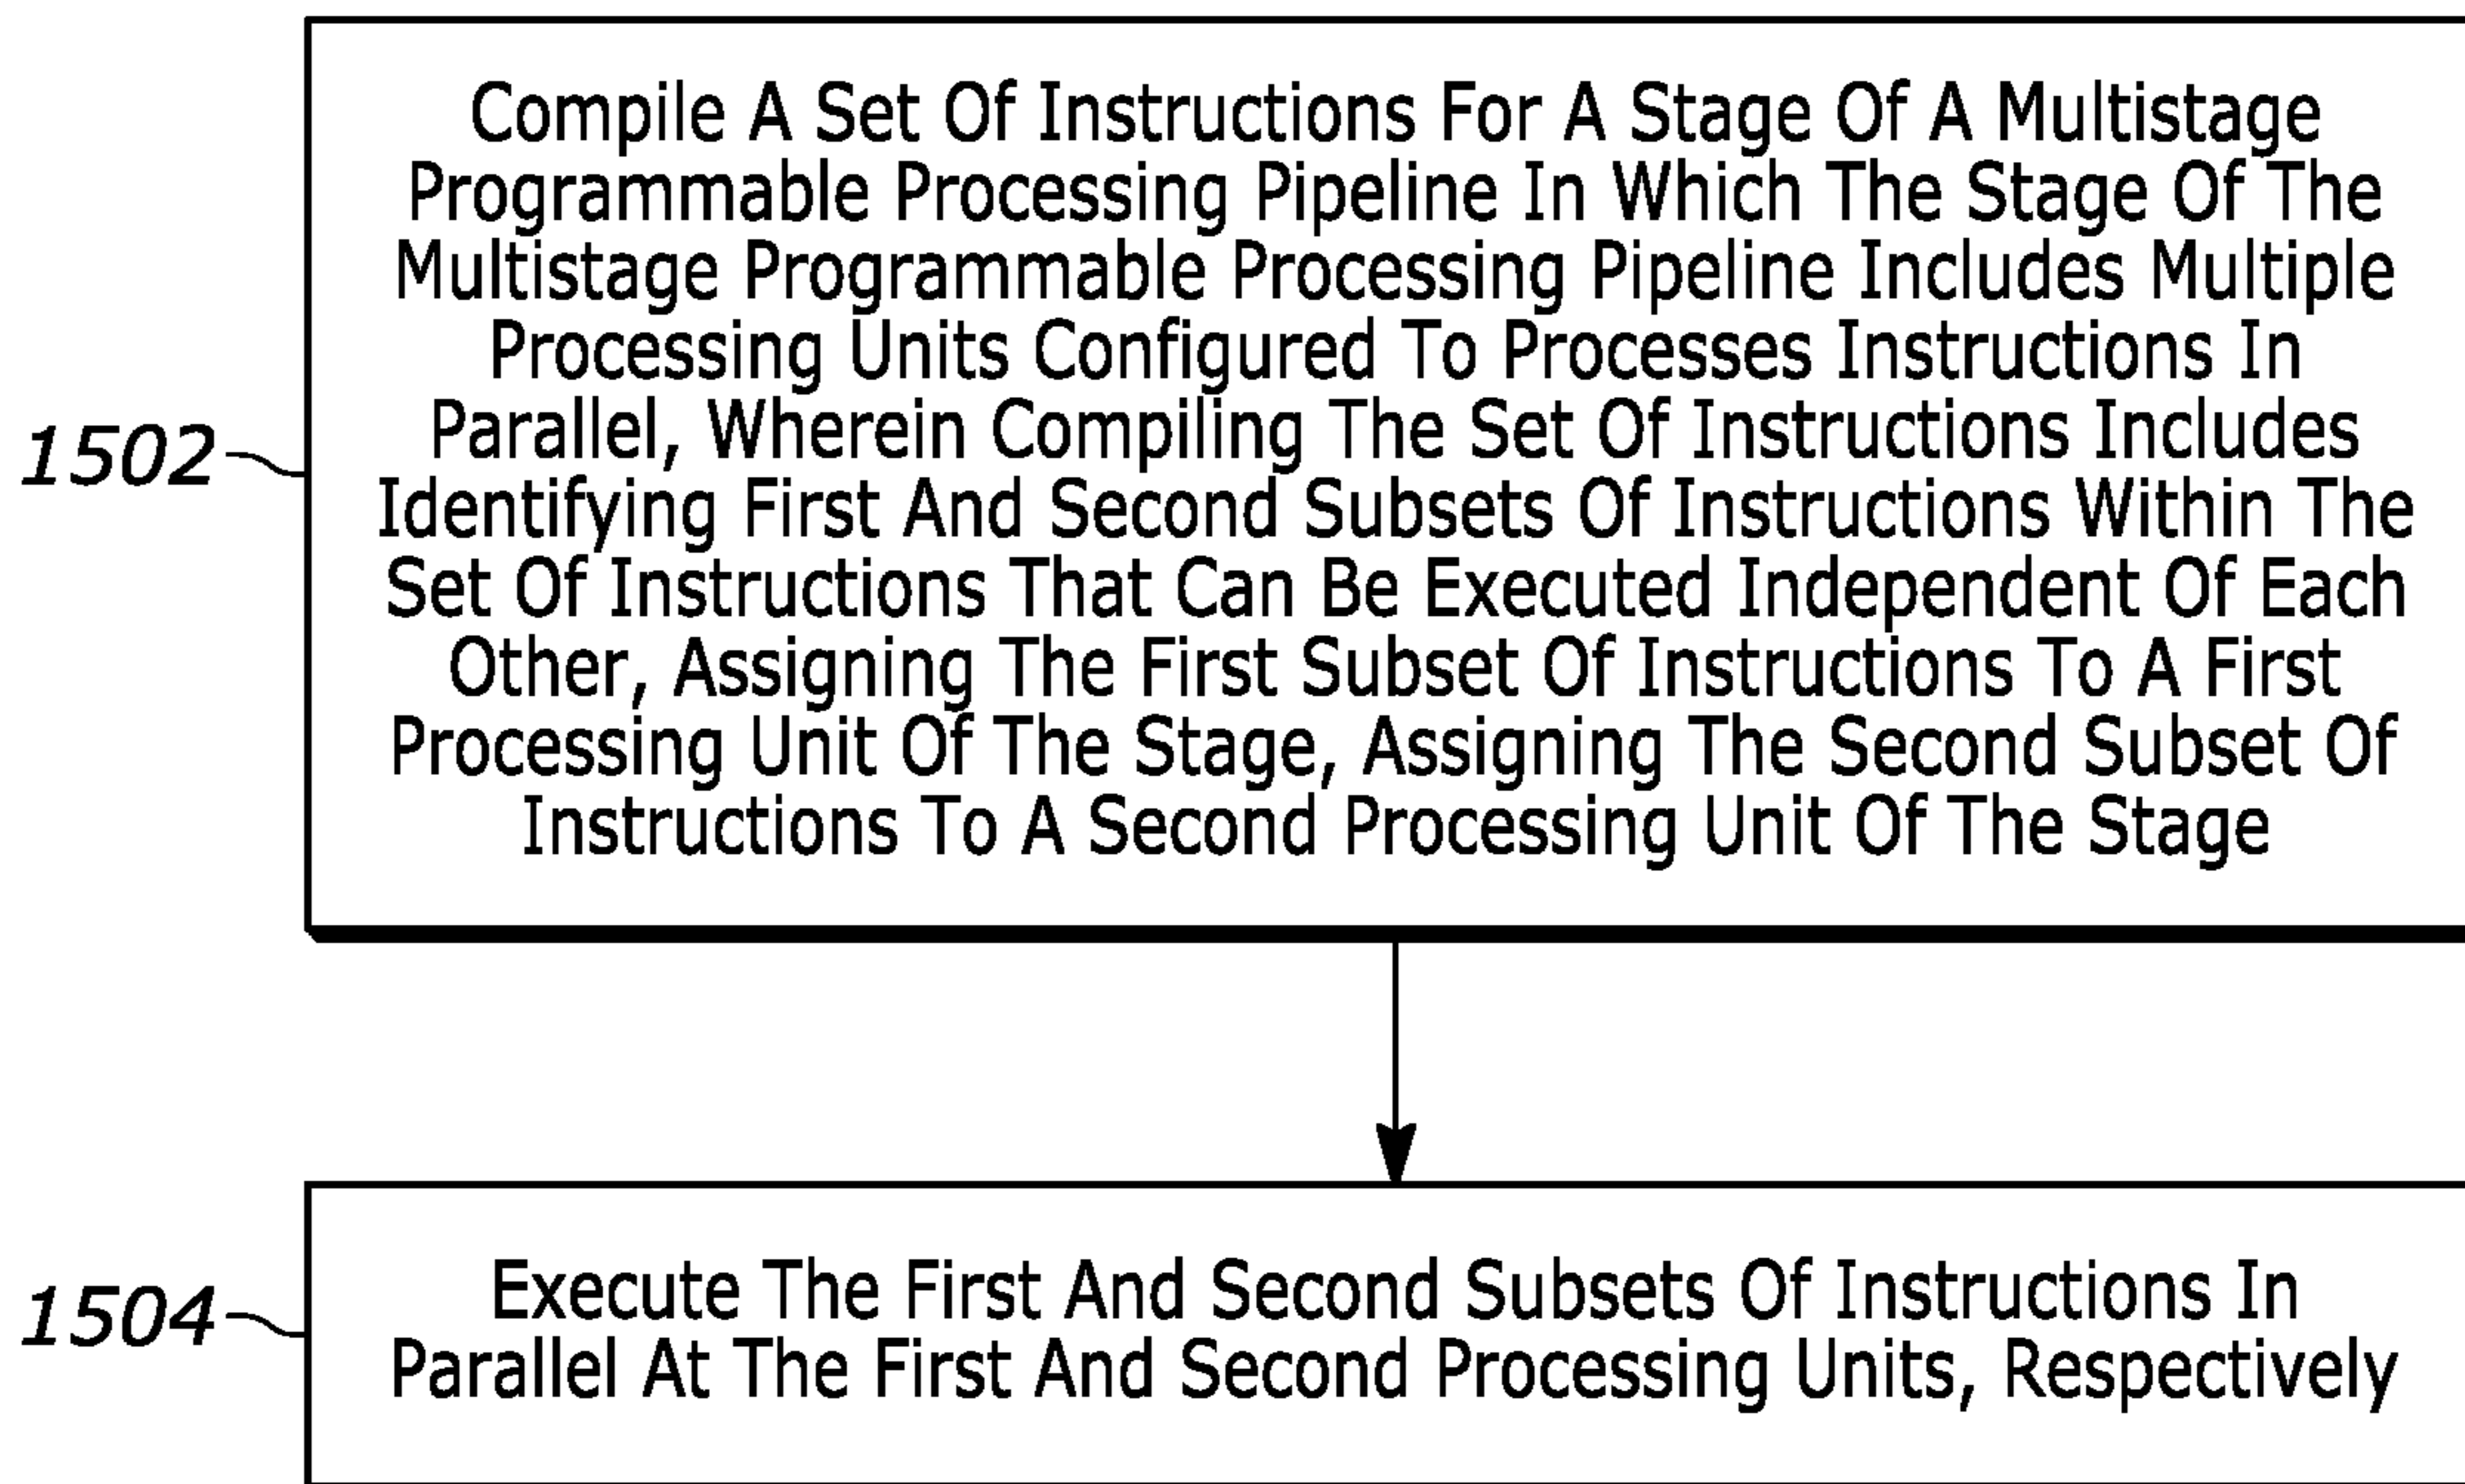 Compile A Set Of Instructions For A Stage Of A Multistage
Programmable Processing Pipeline In Which The Stage Of The
Multistage Programmable Processing Pipeline Includes Multiple
Processing Units Configured To Processes Instructions In
Parallel, Wherein Compiling The Set Of Instructions Includes
Identifying First And Second Subsets Of Instructions Within The
Set Of Instructions That Can Be Executed Independent Of Each
Other, Assigning The First Subset Of Instructions To A First
Processing Unit Of The Stage, Assigning The Second Subset Of
Instructions To A Second Processing Unit Of The Stage
1502
Execute The First And Second Subsets Of Instructions In
Parallel At The First And Second Processing Units, Respectively
1504